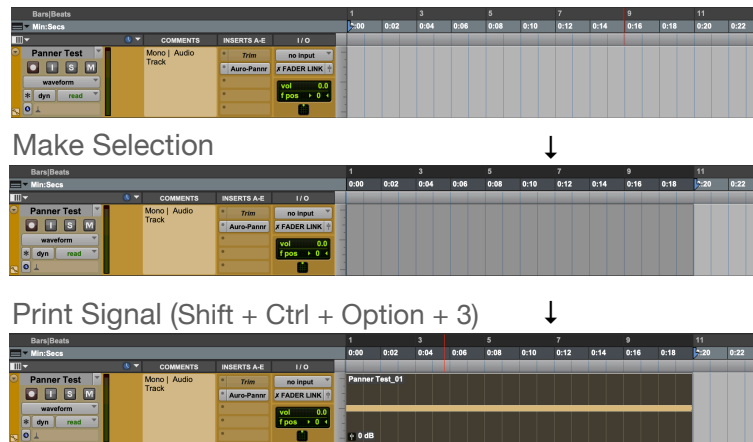 Bars|Beats 1 3 5 7 9 11
Min:Secs 0:00 0:02 0:04 0:06 0:08 0:10 0:12 0:14 0:16 0:18 0:20 0:22
COMMENTS INSERTS A-E I / O
Panner Test Mono | Audio Track Trim no input
I S M Auro-Pannr FADER LINK
waveform vol 0.0
dyn read f pos 0
Make Selection ↓
Bars|Beats 1 3 5 7 9 11
Min:Secs 0:00 0:02 0:04 0:06 0:08 0:10 0:12 0:14 0:16 0:18 0:20 0:22
COMMENTS INSERTS A-E I / O
Panner Test Mono | Audio Track Trim no input
I S M Auro-Pannr FADER LINK
waveform vol 0.0
dyn read f pos 0
Print Signal (Shift + Ctrl + Option + 3) ↓
Bars|Beats 1 3 5 7 9 11
Min:Secs 0:00 0:02 0:04 0:06 0:08 0:10 0:12 0:14 0:16 0:18 0:20 0:22
COMMENTS INSERTS A-E I / O
Panner Test Mono | Audio Track Trim no input Panner Test_01
I S M Auro-Pannr FADER LINK
waveform vol 0.0
dyn read f pos 0 0 dB